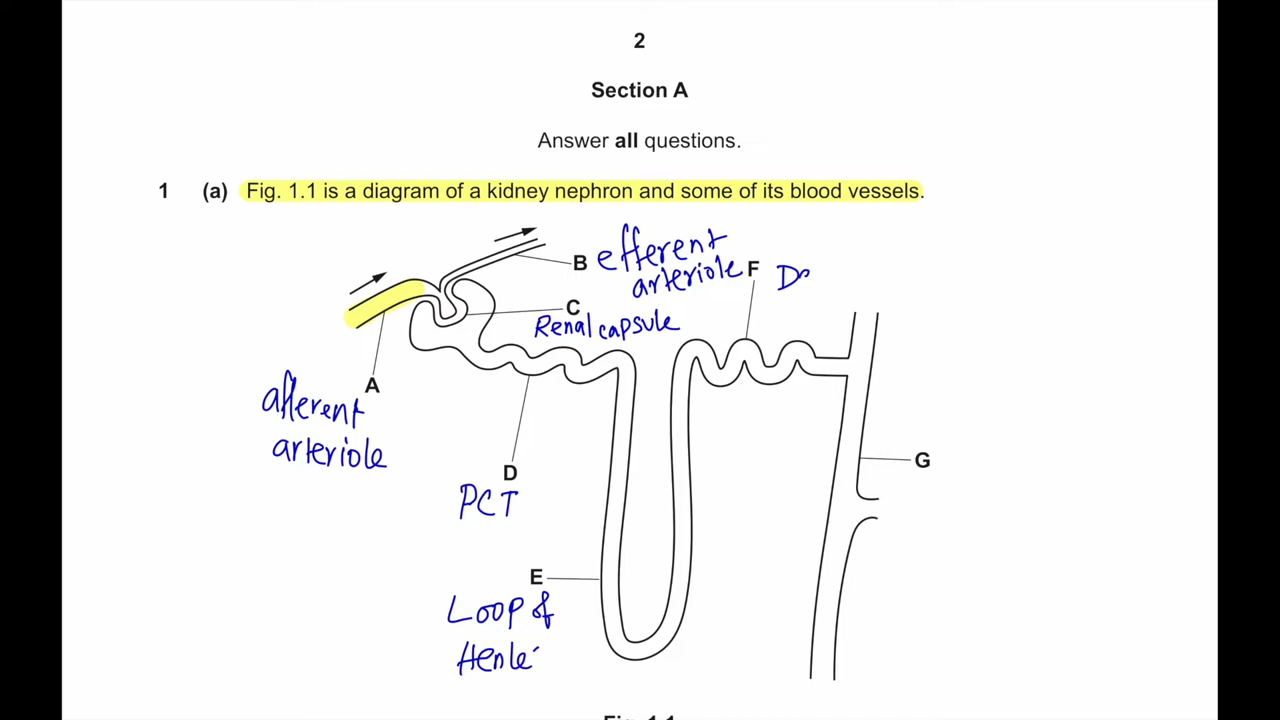 2
Section A
Answer all questions.
1 (a) Fig. 1.1 is a diagram of a kidney nephron and some of its blood vessels.
B efferent
arteriole
F D
C
Renal capsule
A
afferent
arteriole
G
D
PCT
E
Loop of
Henle